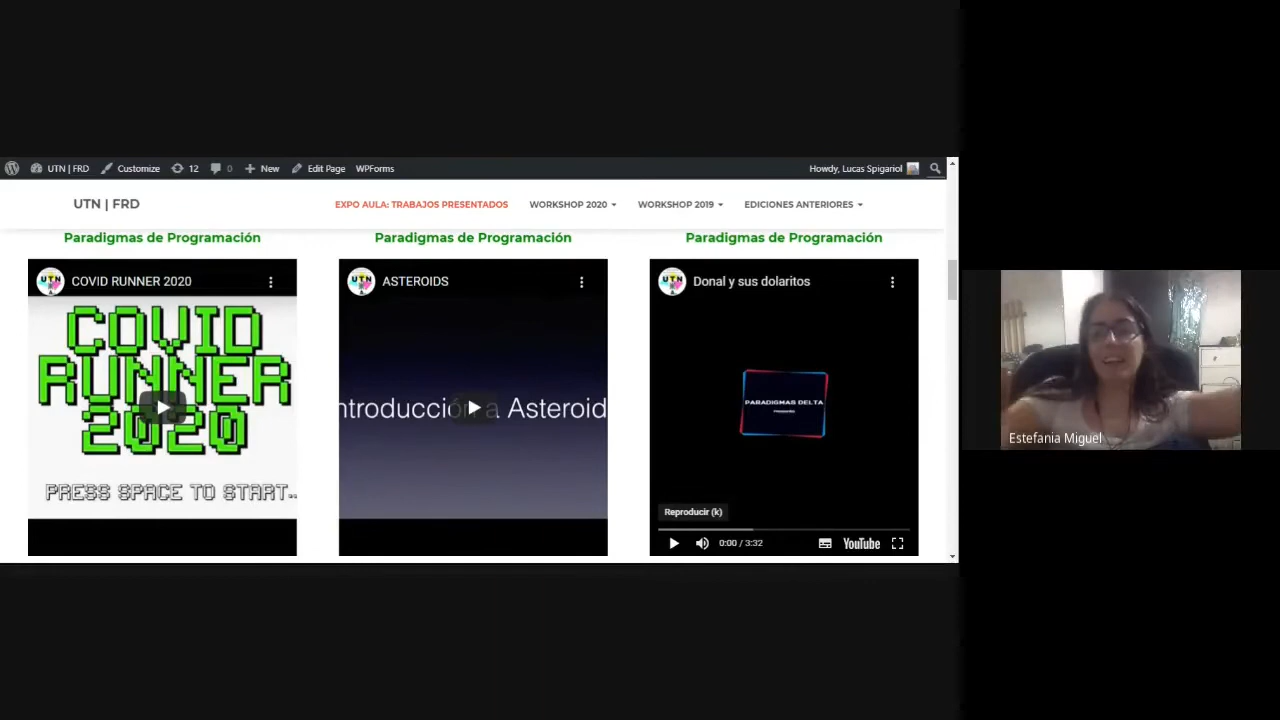 UTN | FRD Customize 12 0 New Edit Page WPForms Howdy, Lucas Spigariol
UTN | FRD EXPO AULA: TRABAJOS PRESENTADOS WORKSHOP 2020 WORKSHOP 2019 EDICIONES ANTERIORES
Paradigmas de Programación Paradigmas de Programación Paradigmas de Programación
UTN COVID RUNNER 2020
COVID
RUNNER
2020
PRESS SPACE TO START..
UTN ASTEROIDS
ntroducción a Asteroid
UTN Donal y sus dolaritos
PARADIGMAS DELTA
Reproducir (k)
0:00 / 3:32 YouTube
Estefania Miguel